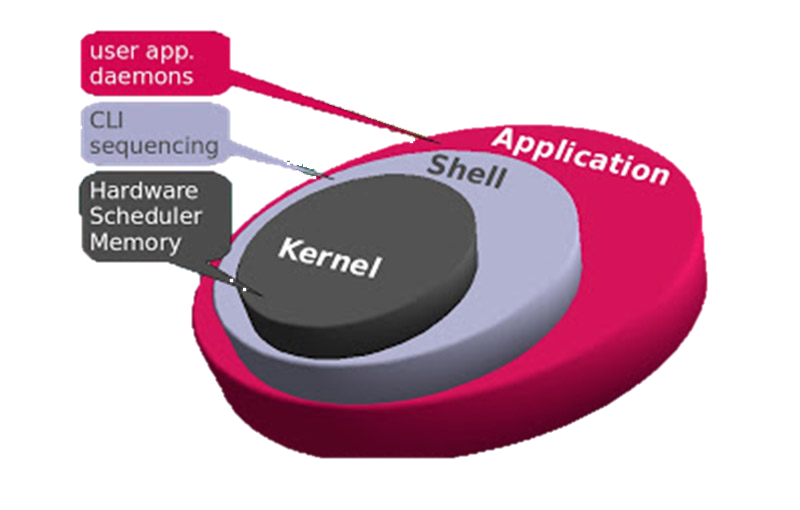 user app.
daemons
CLI
sequencing
Hardware
Scheduler
Memory
Application
Shell
Kernel